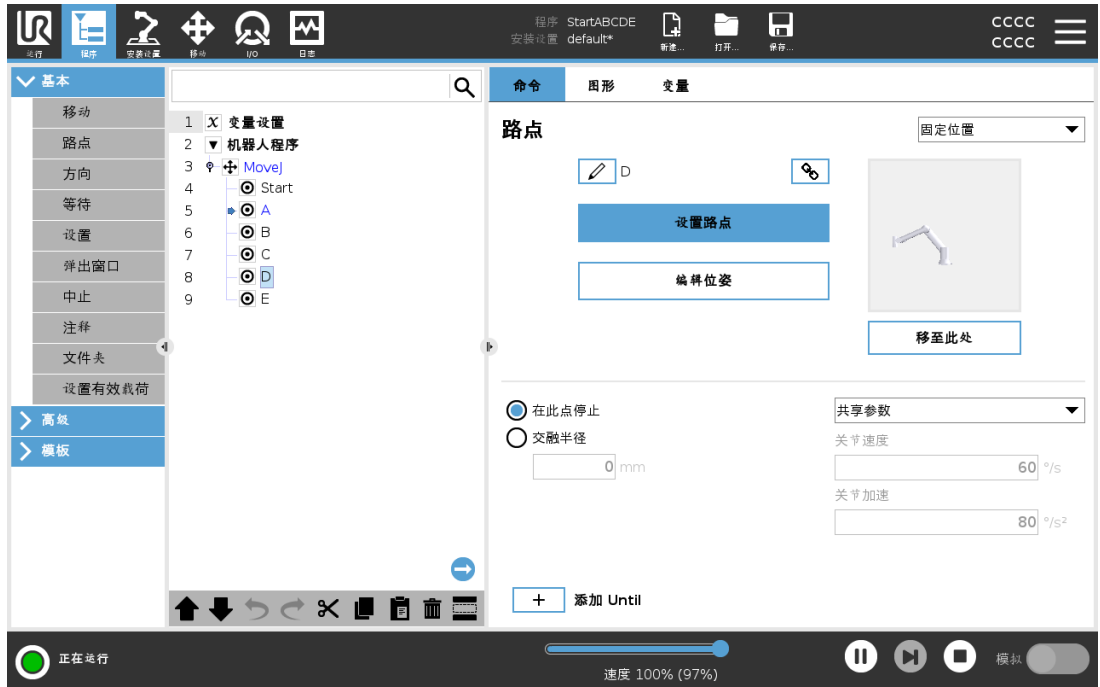 UR
程序 StartABCDE
安装设置 default*
CCCC
CCCC
运行 程序 安装设置 移动 I/O 日志 新建... 打开... 保存...
基本
移动
路点
方向
等待
设置
弹出窗口
中止
注释
文件夹
设置有效载荷
高级
模板
1 X 变量设置
2 机器人程序
3 MoveJ
4 Start
5 A
6 B
7 C
8 D
9 E
命令 图形 变量
路点
固定位置
D
设置路点
编辑位姿
移至此处
在此点停止
交融半径
0 mm
共享参数
关节速度
60 °/s
关节加速
80 °/s²
+ 添加 Until
正在运行
速度 100% (97%)
模拟